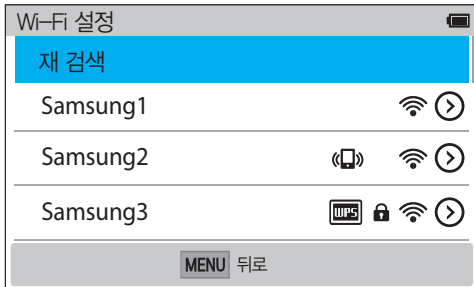 Wi-Fi 설정
재 검색
Samsung1
Samsung2
Samsung3 WPS
MENU 뒤로